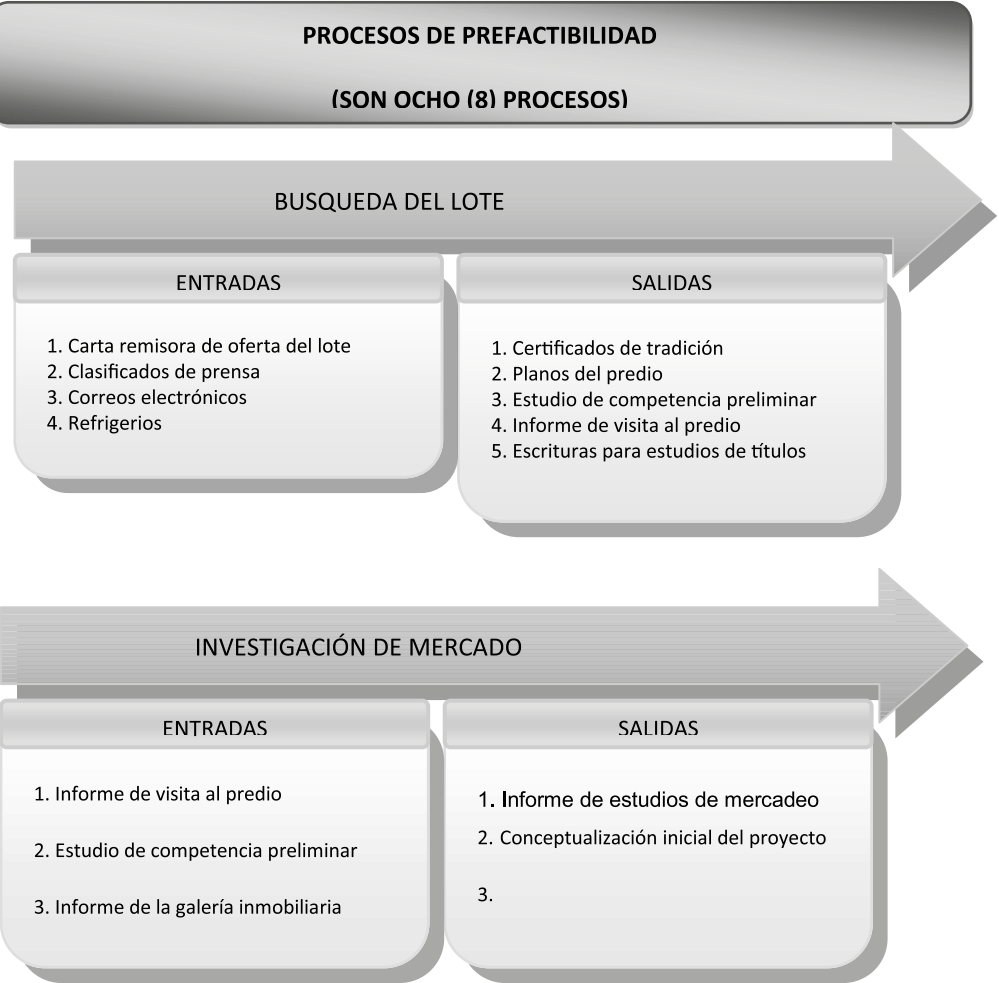 PROCESOS DE PREFACTIBILIDAD
(SON OCHO (8) PROCESOS)
BUSQUEDA DEL LOTE
ENTRADAS
1. Carta remisora de oferta del lote
2. Clasificados de prensa
3. Correos electrónicos
4. Refrigerios
SALIDAS
1. Certificados de tradición
2. Planos del predio
3. Estudio de competencia preliminar
4. Informe de visita al predio
5. Escrituras para estudios de títulos
INVESTIGACIÓN DE MERCADO
ENTRADAS
1. Informe de visita al predio
2. Estudio de competencia preliminar
3. Informe de la galería inmobiliaria
SALIDAS
1. Informe de estudios de mercadeo
2. Conceptualización inicial del proyecto
3.